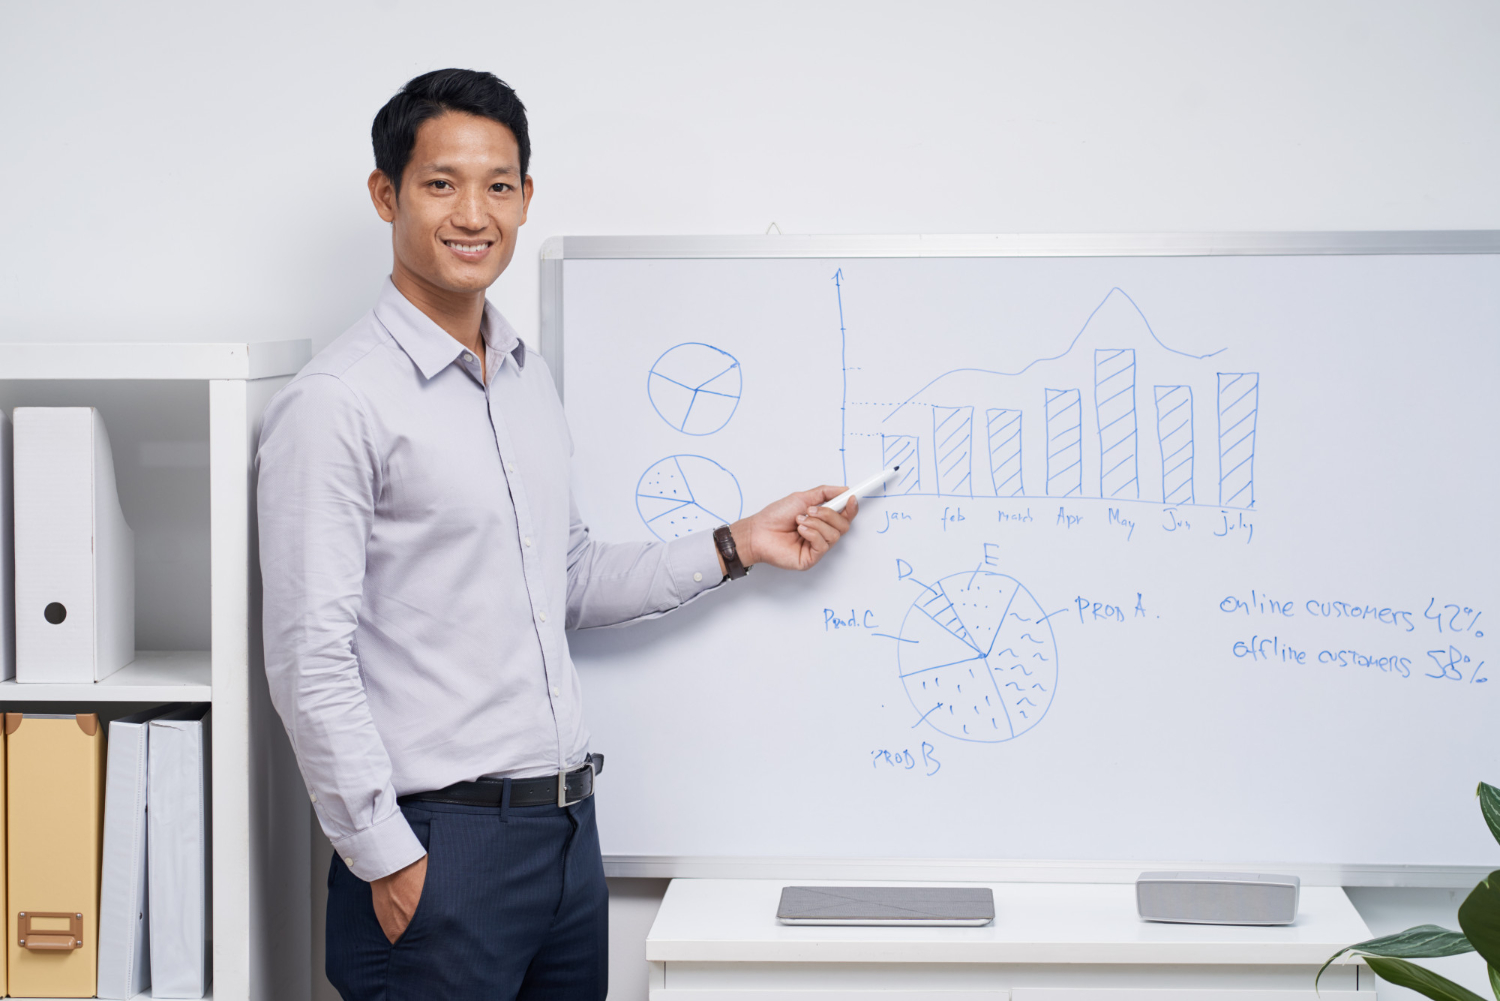 jan feb march Apr May Jun july
E
D
Prod. C
PROD A.
online customers 42%
offline customers 58%
PROD B